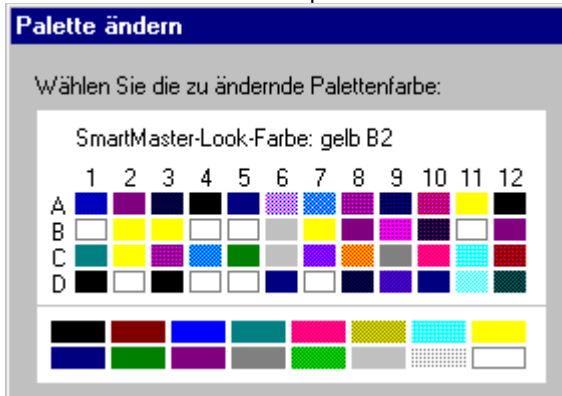 Palette ändern
Wählen Sie die zu ändernde Palettenfarbe:
SmartMaster-Look-Farbe: gelb B2
1 2 3 4 5 6 7 8 9 10 11 12
A
B
C
D